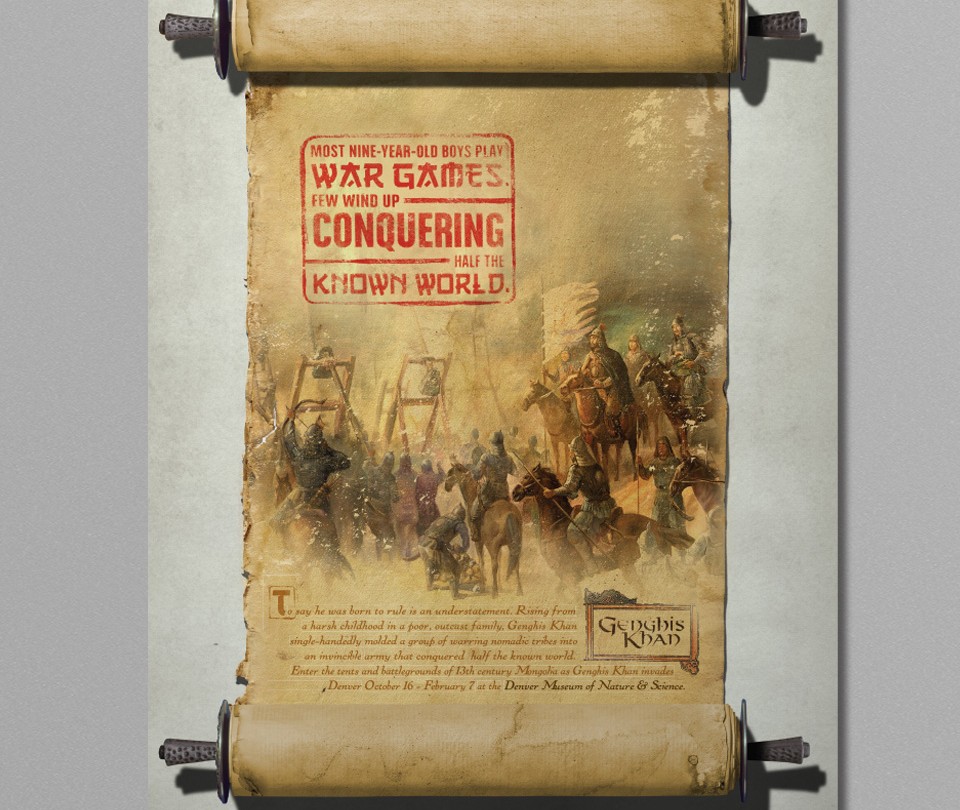 MOST NINE-YEAR-OLD BOYS PLAY
WAR GAMES.
FEW WIND UP
CONQUERING
HALF THE
KNOWN WORLD.
To say he was born to rule is an understatement. Rising from
a harsh childhood in a poor, outcast family, Genghis Khan
single-handedly molded a group of warring nomadic tribes into
an invincible army that conquered half the known world.
Enter the tents and battlegrounds of 13th century Mongolia as Genghis Khan invades
Denver October 16 - February 7 at the Denver Museum of Nature & Science.
Genghis
Khan